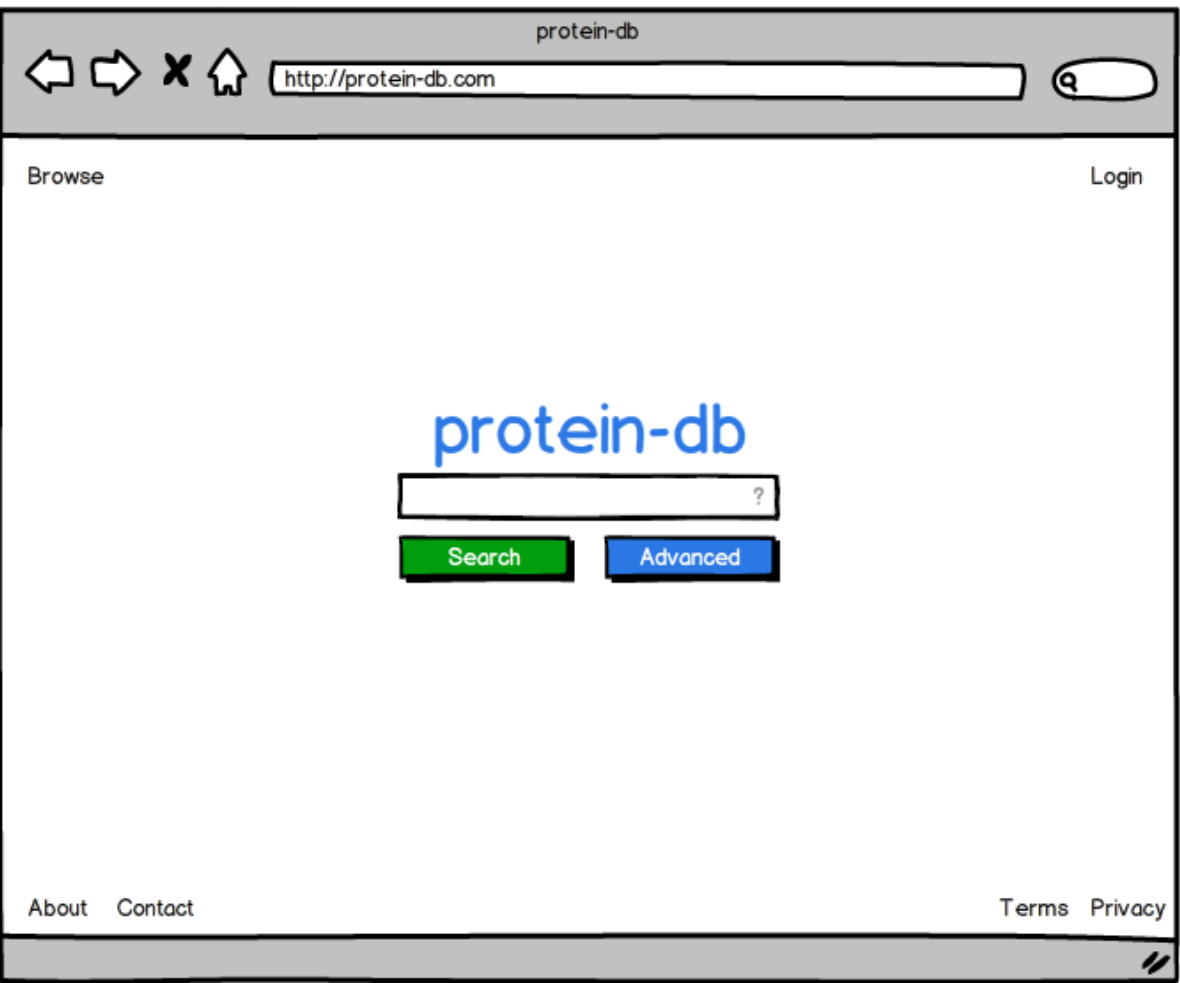 protein-db
http://protein-db.com
Browse Login
protein-db
?
Search Advanced
About Contact Terms Privacy